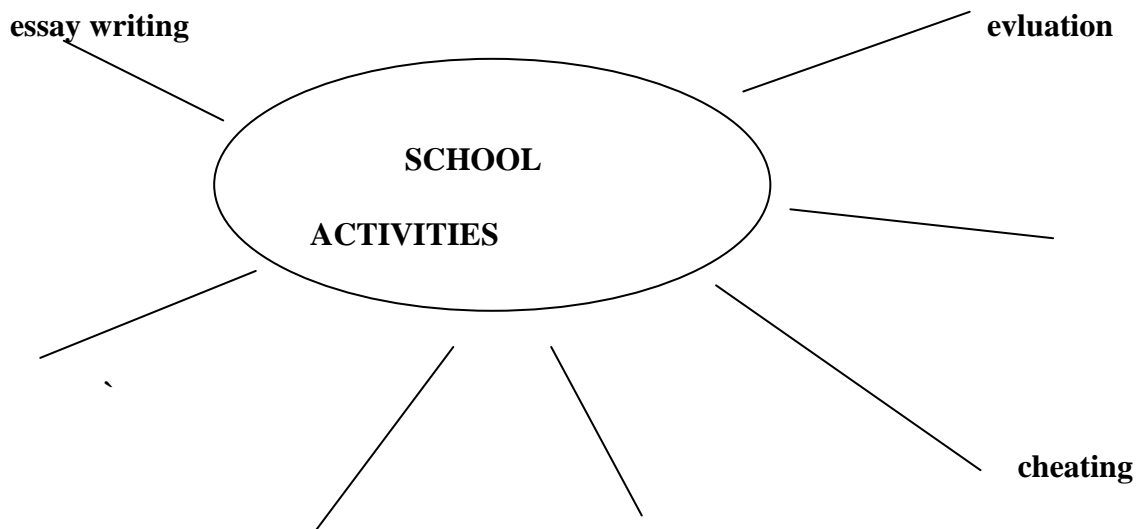 essay writing
evluation
SCHOOL
ACTIVITIES
`
cheating